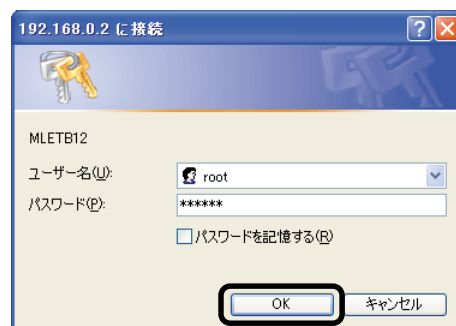 192.168.0.2 に接続
MLETB12
ユーザー名(U):
root
パスワード(P):
******
パスワードを記憶する(R)
OK
キャンセル